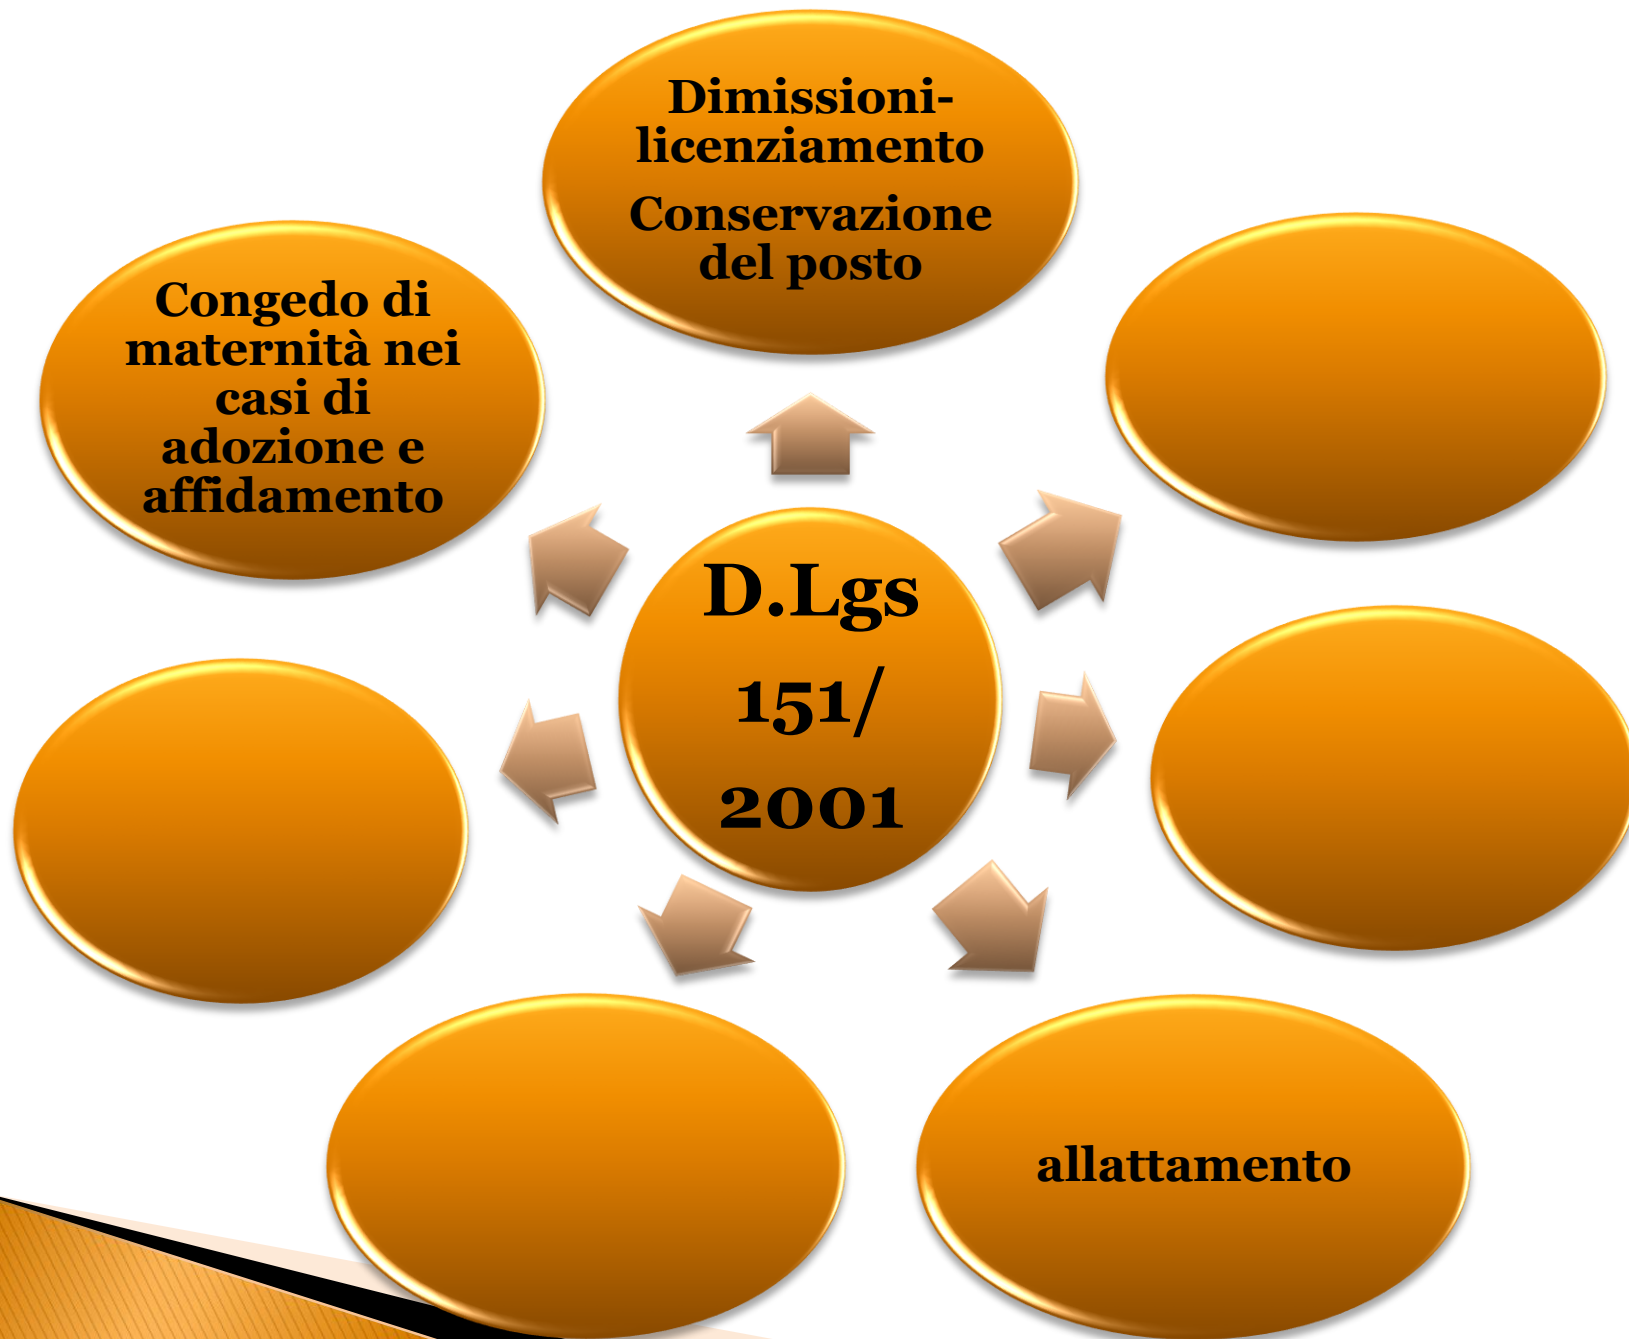 Dimissioni-
licenziamento
Conservazione
del posto
Congedo di
maternità nei
casi di
adozione e
affidamento
D.Lgs
151/
2001
allattamento